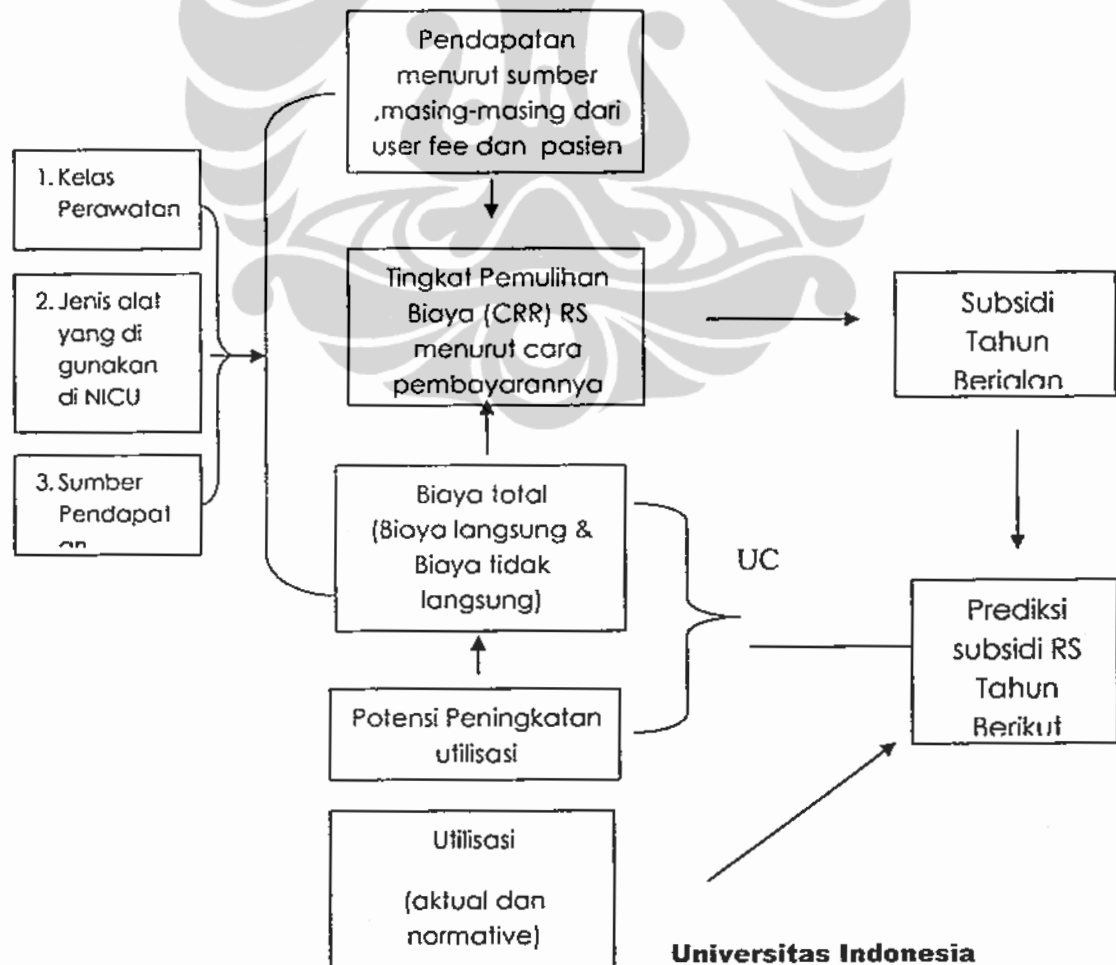 Pendapatan
menurut sumber
,masing-masing dari
user fee dan pasien
1. Kelas
Perawatan
2. Jenis alat
yang di
gunakan
di NICU
3. Sumber
Pendapat
an
Tingkat Pemulihan
Biaya (CRR) RS
menurut cara
pembayarannya
Subsidi
Tahun
Berjalan
Biaya total
(Biaya langsung &
Biaya tidak
langsung)
UC
Prediksi
subsidi RS
Tahun
Berikut
Potensi Peningkatan
utilisasi
Utilisasi
(aktual dan
normative)
Universitas Indonesia